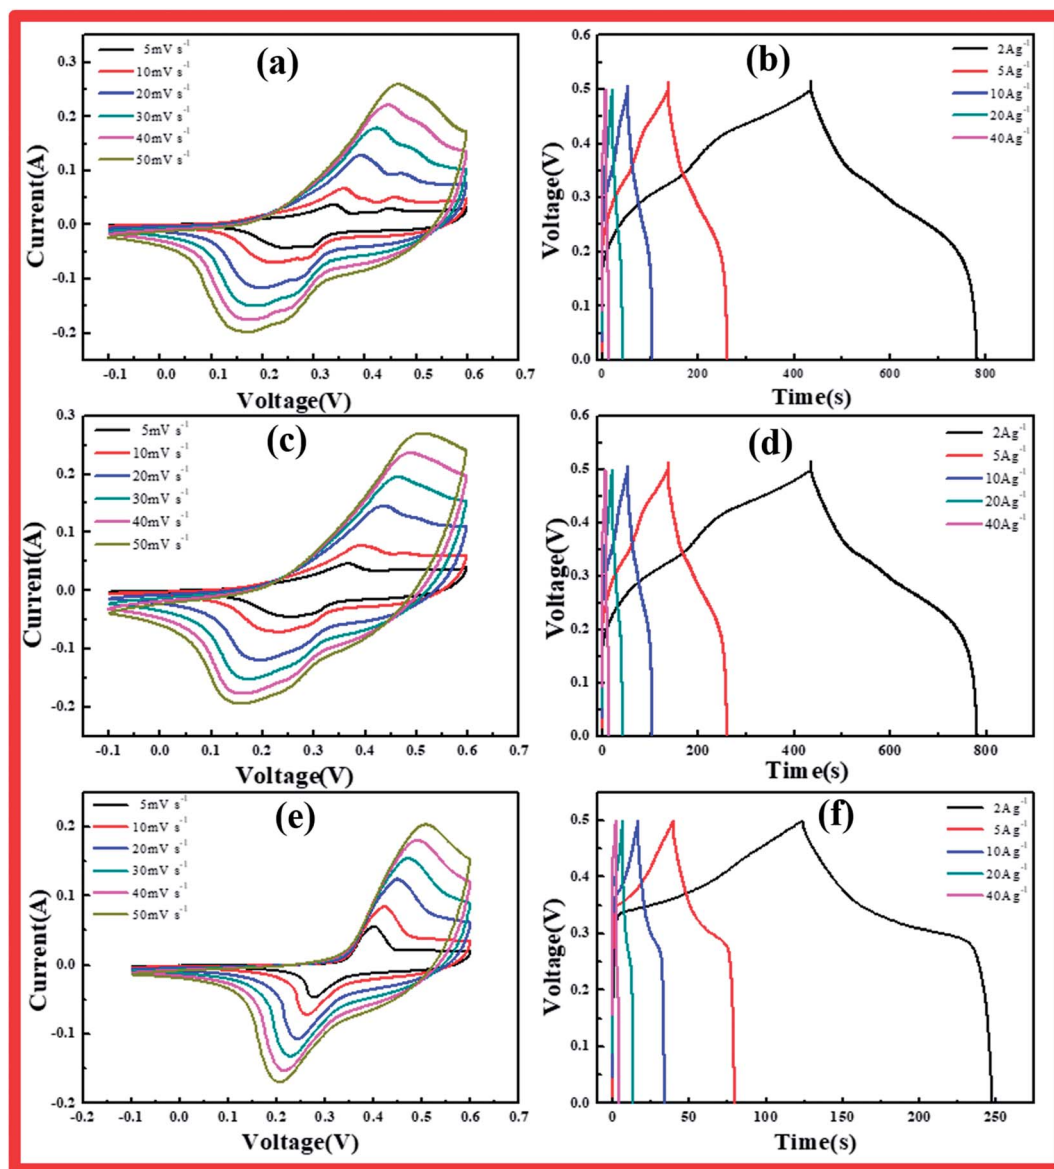 (a)
5mV s-1
10mV s-1
20mV s-1
30mV s-1
40mV s-1
50mV s-1
Current(A)
0.3
0.2
0.1
0.0
-0.1
-0.2
-0.1 0.0 0.1 0.2 0.3 0.4 0.5 0.6 0.7
Voltage(V)
(b)
2Ag-1
5Ag-1
10Ag-1
20Ag-1
40Ag-1
Voltage(V)
0.6
0.5
0.4
0.3
0.2
0.1
0.0
0 200 400 600 800
Time(s)
(c)
5mV s-1
10mV s-1
20mV s-1
30mV s-1
40mV s-1
50mV s-1
Current(A)
0.3
0.2
0.1
0.0
-0.1
-0.2
-0.1 0.0 0.1 0.2 0.3 0.4 0.5 0.6 0.7
Voltage(V)
(d)
2Ag-1
5Ag-1
10Ag-1
20Ag-1
40Ag-1
Voltage(V)
0.6
0.5
0.4
0.3
0.2
0.1
0.0
0 200 400 600 800
Time(s)
(e)
5mV s-1
10mV s-1
20mV s-1
30mV s-1
40mV s-1
50mV s-1
Current(A)
0.2
0.1
0.0
-0.1
-0.2
-0.2 -0.1 0.0 0.1 0.2 0.3 0.4 0.5 0.6 0.7
Voltage(V)
(f)
2Ag-1
5Ag-1
10Ag-1
20Ag-1
40Ag-1
Voltage(V)
0.5
0.4
0.3
0.2
0.1
0.0
0 50 100 150 200 250
Time(s)